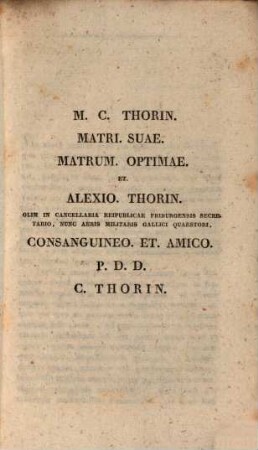 M. C. THORIN.
MATRI. SUAE.
MATRUM. OPTIMAE.
ET.
ALEXIO. THORIN.
OLIM IN CANCELLARIA REIPUBLICAE FRIBURGENSIS SECRE-
TARIO, NUNC AERIS MILITARIS GALLICI QUAESTORI,
CONSANGUINEO. ET. AMICO.
P. D. D.
C. THORIN.